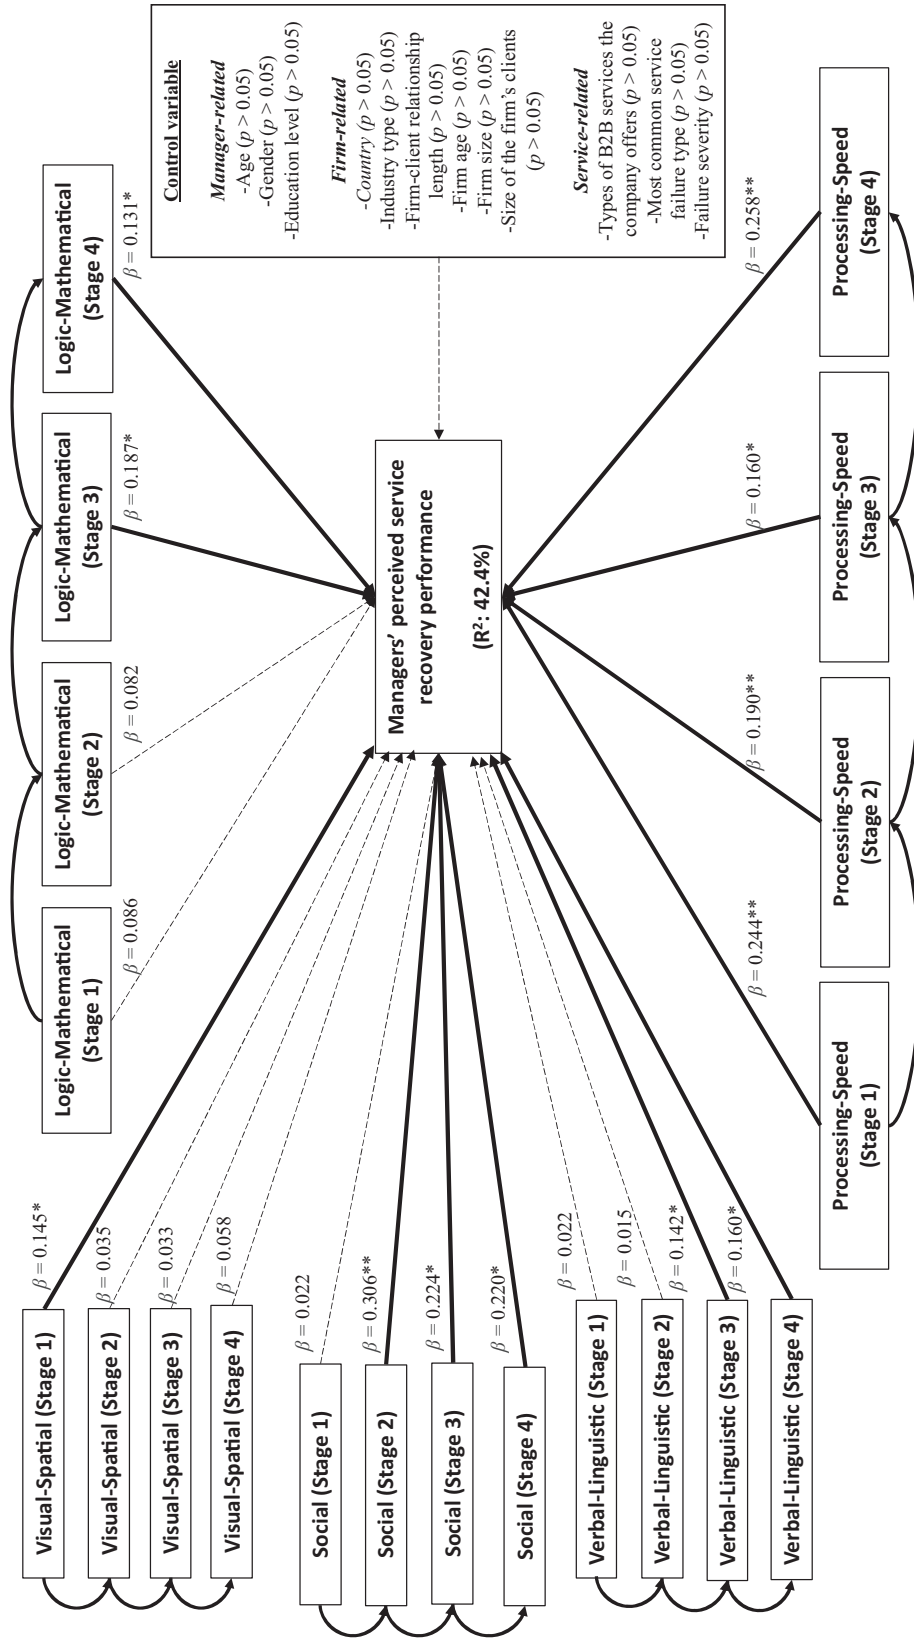 Logic-Mathematical
(Stage 1)
Logic-Mathematical
(Stage 2)
Logic-Mathematical
(Stage 3)
Logic-Mathematical
(Stage 4)
β = 0.086
β = 0.082
β = 0.187*
β = 0.131*
Visual-Spatial (Stage 1)
β = 0.145*
Visual-Spatial (Stage 2)
β = 0.035
Visual-Spatial (Stage 3)
β = 0.033
Visual-Spatial (Stage 4)
β = 0.058
Social (Stage 1)
β = 0.022
Social (Stage 2)
β = 0.306**
Social (Stage 3)
β = 0.224*
Social (Stage 4)
β = 0.220*
Verbal-Linguistic (Stage 1)
β = 0.022
Verbal-Linguistic (Stage 2)
β = 0.015
Verbal-Linguistic (Stage 3)
β = 0.142*
Verbal-Linguistic (Stage 4)
β = 0.160*
Managers' perceived service
recovery performance
(R²: 42.4%)
Control variable
Manager-related
-Age (p > 0.05)
-Gender (p > 0.05)
-Education level (p > 0.05)
Firm-related
-Country (p > 0.05)
-Industry type (p > 0.05)
-Firm-client relationship
length (p > 0.05)
-Firm age (p > 0.05)
-Firm size (p > 0.05)
-Size of the firm's clients
(p > 0.05)
Service-related
-Types of B2B services the
company offers (p > 0.05)
-Most common service
failure type (p > 0.05)
-Failure severity (p > 0.05)
β = 0.244**
β = 0.190**
β = 0.160*
β = 0.258**
Processing-Speed
(Stage 1)
Processing-Speed
(Stage 2)
Processing-Speed
(Stage 3)
Processing-Speed
(Stage 4)